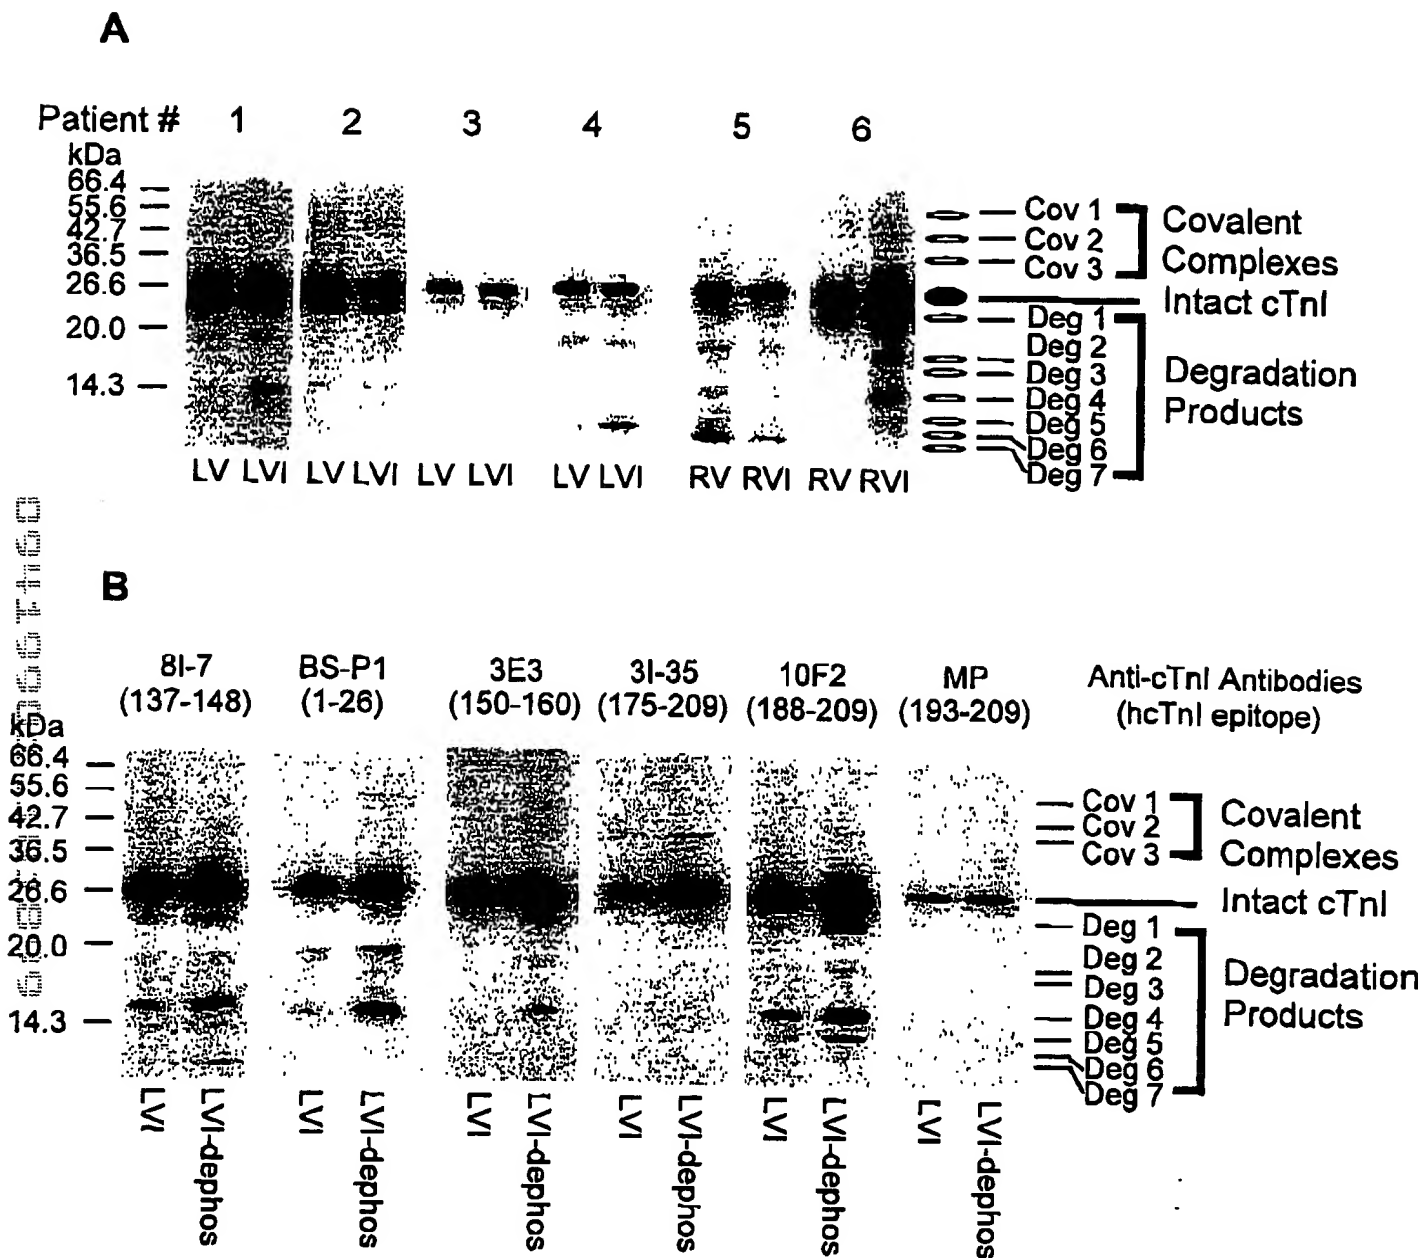 A
Patient # 1 2 3 4 5 6
kDa
66.4
55.6
42.7
36.5
26.6
20.0
14.3
Cov 1
Cov 2
Cov 3
Covalent
Complexes
Intact cTnI
Deg 1
Deg 2
Deg 3
Deg 4
Deg 5
Deg 6
Deg 7
Degradation
Products
LV LVI LV LVI LV LVI LV LVI RV RVI RV RVI
B
8I-7 BS-P1 3E3 3I-35 10F2 MP Anti-cTnI Antibodies
(137-148) (1-26) (150-160) (175-209) (188-209) (193-209) (hcTnI epitope)
kDa
66.4
55.6
42.7
36.5
26.6
20.0
14.3
Cov 1
Cov 2
Cov 3
Covalent
Complexes
Intact cTnI
Deg 1
Deg 2
Deg 3
Deg 4
Deg 5
Deg 6
Deg 7
Degradation
Products
LVI
LVI-dephos
LVI
LVI-dephos
LVI
LVI-dephos
LVI
LVI-dephos
LVI
LVI-dephos
LVI
LVI-dephos